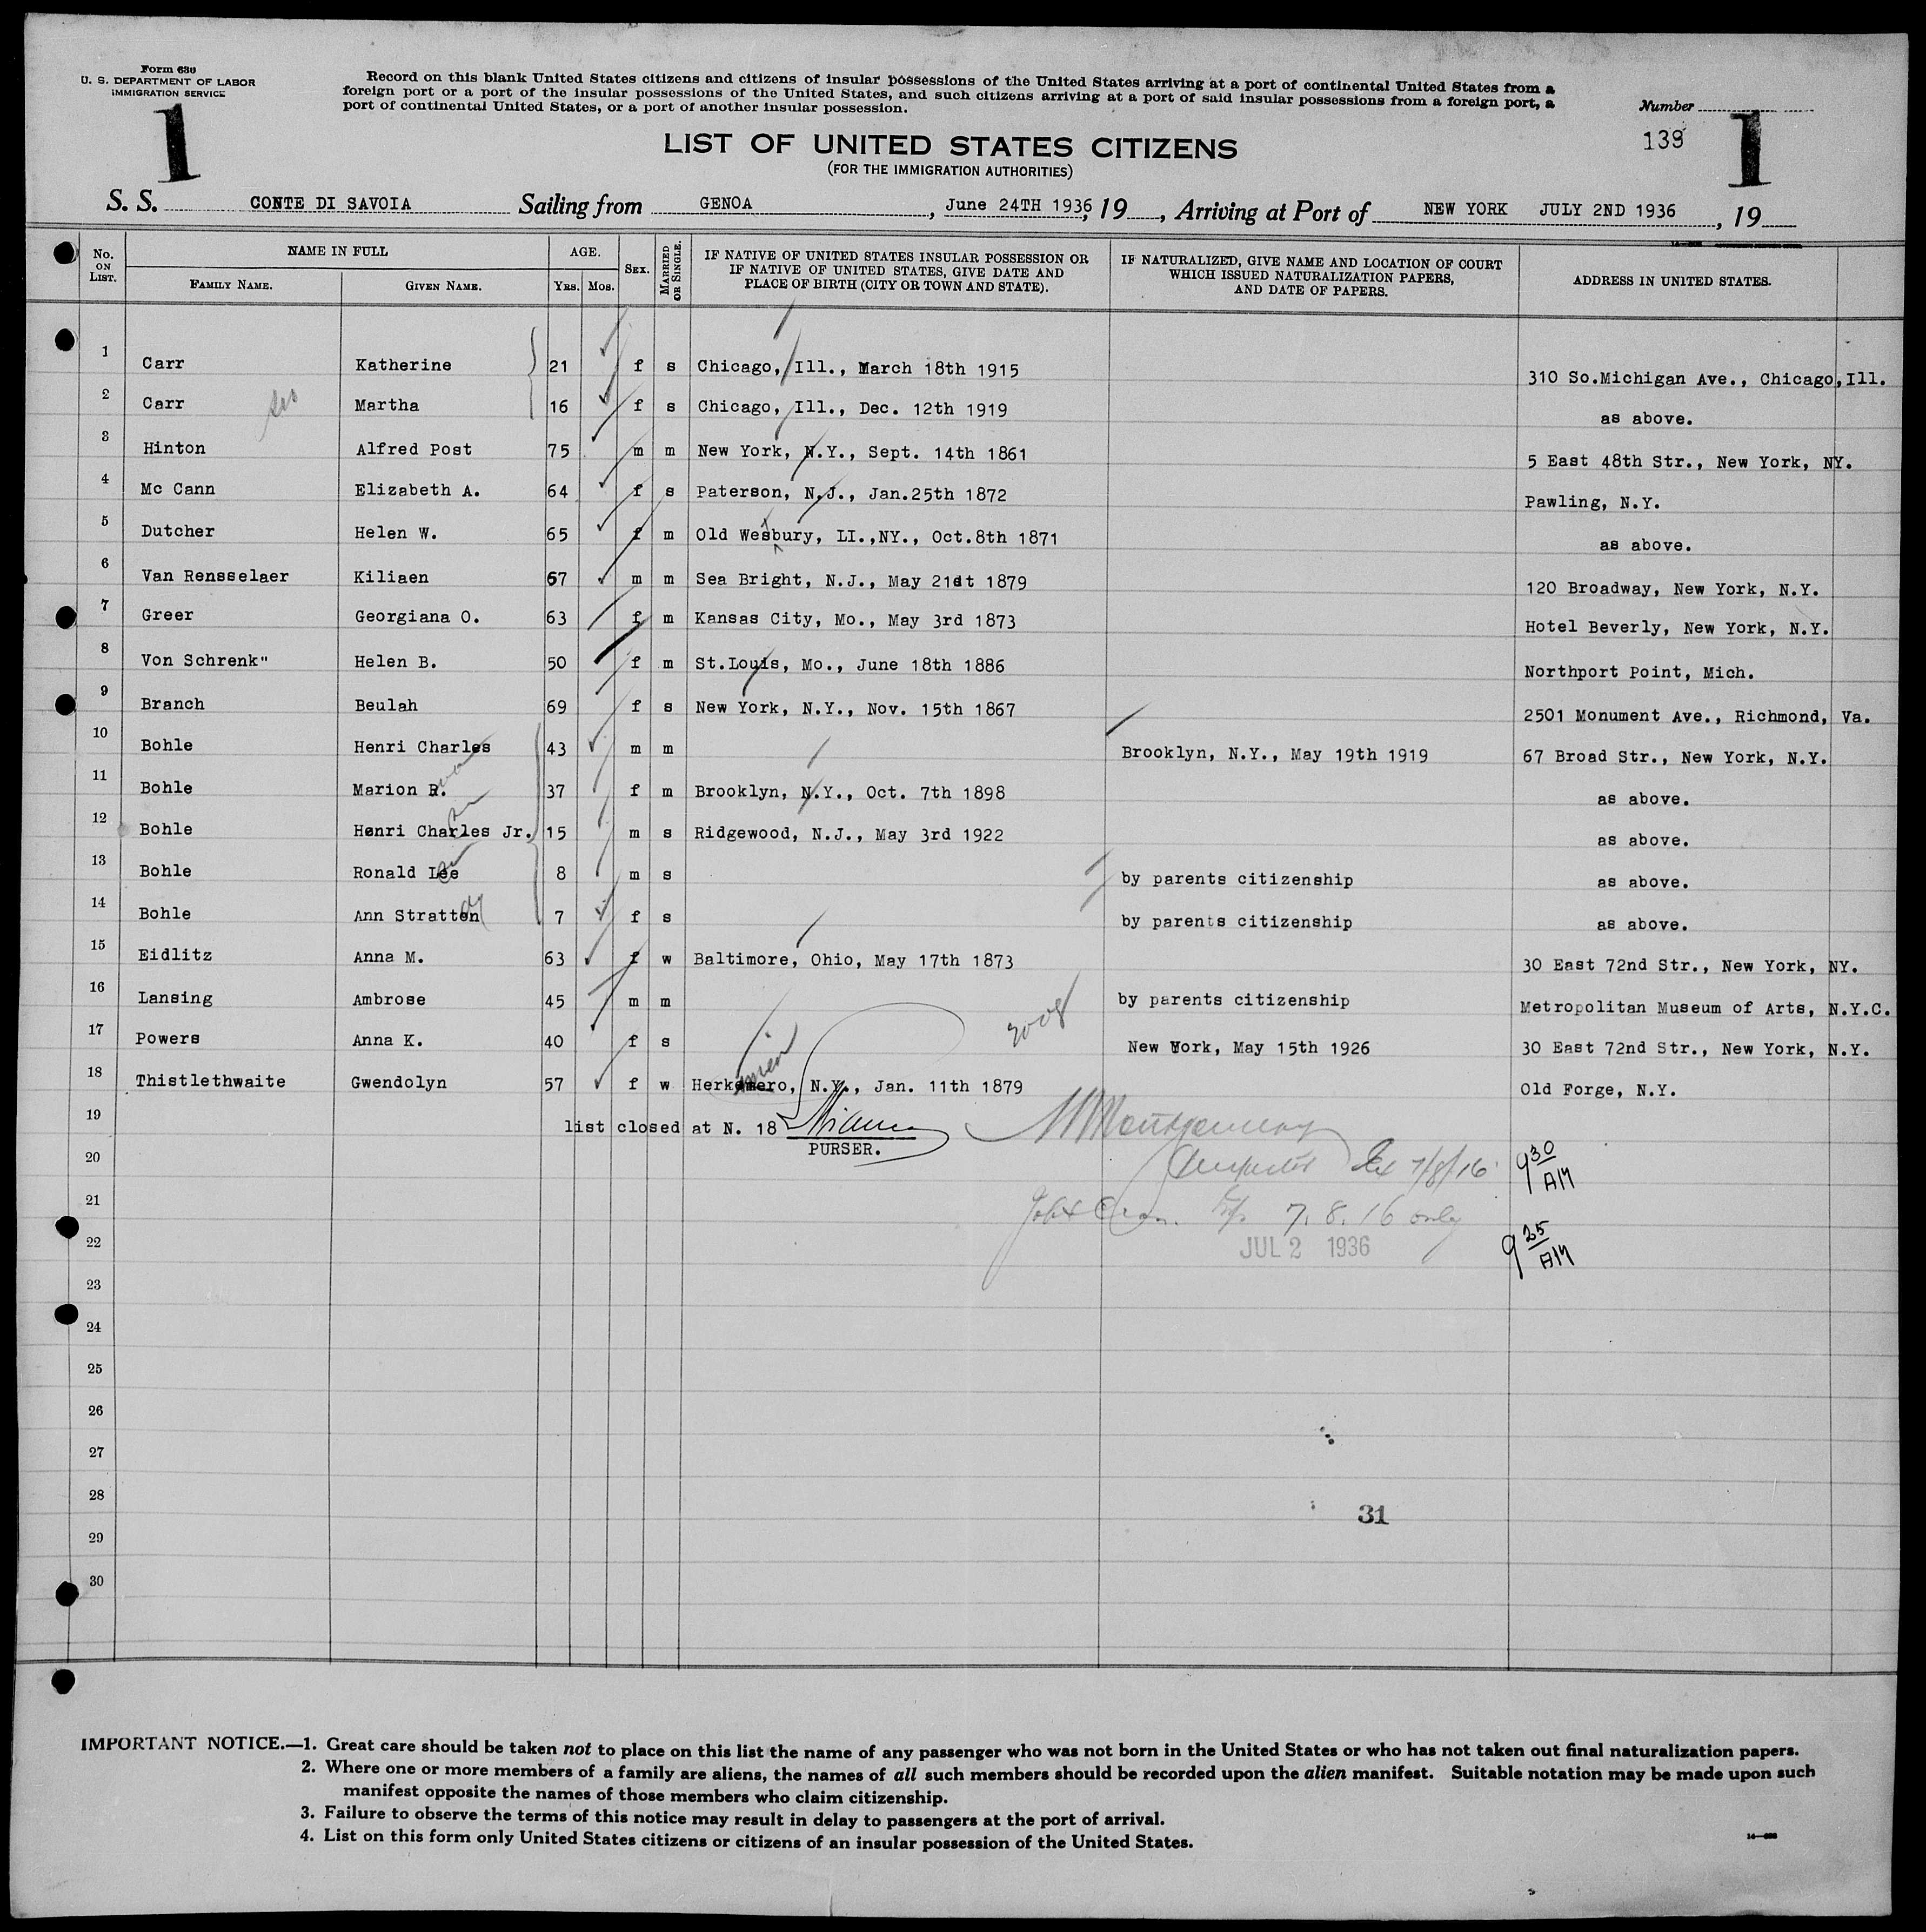 Form 630
U. S. DEPARTMENT OF LABOR
IMMIGRATION SERVICE
1
Record on this blank United States citizens and citizens of insular possessions of the United States arriving at a port of continental United States from a
foreign port or a port of the insular possessions of the United States, and such citizens arriving at a port of said insular possessions from a foreign port, a
port of continental United States, or a port of another insular possession.
Number
139
1
LIST OF UNITED STATES CITIZENS
(FOR THE IMMIGRATION AUTHORITIES)
S. S. CONTE DI SAVOIA Sailing from GENOA, June 24TH 1936, 19, Arriving at Port of NEW YORK JULY 2ND 1936, 19
No. ON LIST. NAME IN FULL FAMILY NAME. GIVEN NAME. AGE. YRS. MOS. SEX. MARRIED OR SINGLE. IF NATIVE OF UNITED STATES INSULAR POSSESSION OR IF NATIVE OF UNITED STATES, GIVE DATE AND PLACE OF BIRTH (CITY OR TOWN AND STATE). IF NATURALIZED, GIVE NAME AND LOCATION OF COURT WHICH ISSUED NATURALIZATION PAPERS, AND DATE OF PAPERS. ADDRESS IN UNITED STATES.
1 Carr Katherine 21 f s Chicago, Ill., March 18th 1915 310 So.Michigan Ave., Chicago,Ill.
2 Carr Martha 16 f s Chicago, Ill., Dec. 12th 1919 as above.
3 Hinton Alfred Post 75 m m New York, N.Y., Sept. 14th 1861 5 East 48th Str., New York, NY.
4 Mc Cann Elizabeth A. 64 f s Paterson, N.J., Jan.25th 1872 Pawling, N.Y.
5 Dutcher Helen W. 65 f m Old Wesbury, LI.,NY., Oct.8th 1871 as above.
6 Van Rensselaer Kiliaen 67 m m Sea Bright, N.J., May 21st 1879 120 Broadway, New York, N.Y.
7 Greer Georgiana O. 63 f m Kansas City, Mo., May 3rd 1873 Hotel Beverly, New York, N.Y.
8 Von Schrenk" Helen B. 50 f m St.Louis, Mo., June 18th 1886 Northport Point, Mich.
9 Branch Beulah 69 f s New York, N.Y., Nov. 15th 1867 2501 Monument Ave., Richmond, Va.
10 Bohle Henri Charles 43 m m Brooklyn, N.Y., May 19th 1919 67 Broad Str., New York, N.Y.
11 Bohle Marion R. 37 f m Brooklyn, N.Y., Oct. 7th 1898 as above.
12 Bohle Henri Charles Jr. 15 m s Ridgewood, N.J., May 3rd 1922 as above.
13 Bohle Ronald Lee 8 m s by parents citizenship as above.
14 Bohle Ann Stratten 7 f s by parents citizenship as above.
15 Eidlitz Anna M. 63 f w Baltimore, Ohio, May 17th 1873 30 East 72nd Str., New York, NY.
16 Lansing Ambrose 45 m m by parents citizenship Metropolitan Museum of Arts, N.Y.C.
17 Powers Anna K. 40 f s New York, May 15th 1926 30 East 72nd Str., New York, N.Y.
18 Thistlethwaite Gwendolyn 57 f w Herkemero, N.Y., Jan. 11th 1879 Old Forge, N.Y.
19 list closed at N. 18
PURSER.
20 7/8/16 9 30 AM
21 7. 8. 16 only
22 JUL 2 1936 9 25 AM
23
24
25
26
27
28
31
29
30
IMPORTANT NOTICE.—1. Great care should be taken not to place on this list the name of any passenger who was not born in the United States or who has not taken out final naturalization papers.
2. Where one or more members of a family are aliens, the names of all such members should be recorded upon the alien manifest. Suitable notation may be made upon such
manifest opposite the names of those members who claim citizenship.
3. Failure to observe the terms of this notice may result in delay to passengers at the port of arrival.
4. List on this form only United States citizens or citizens of an insular possession of the United States.